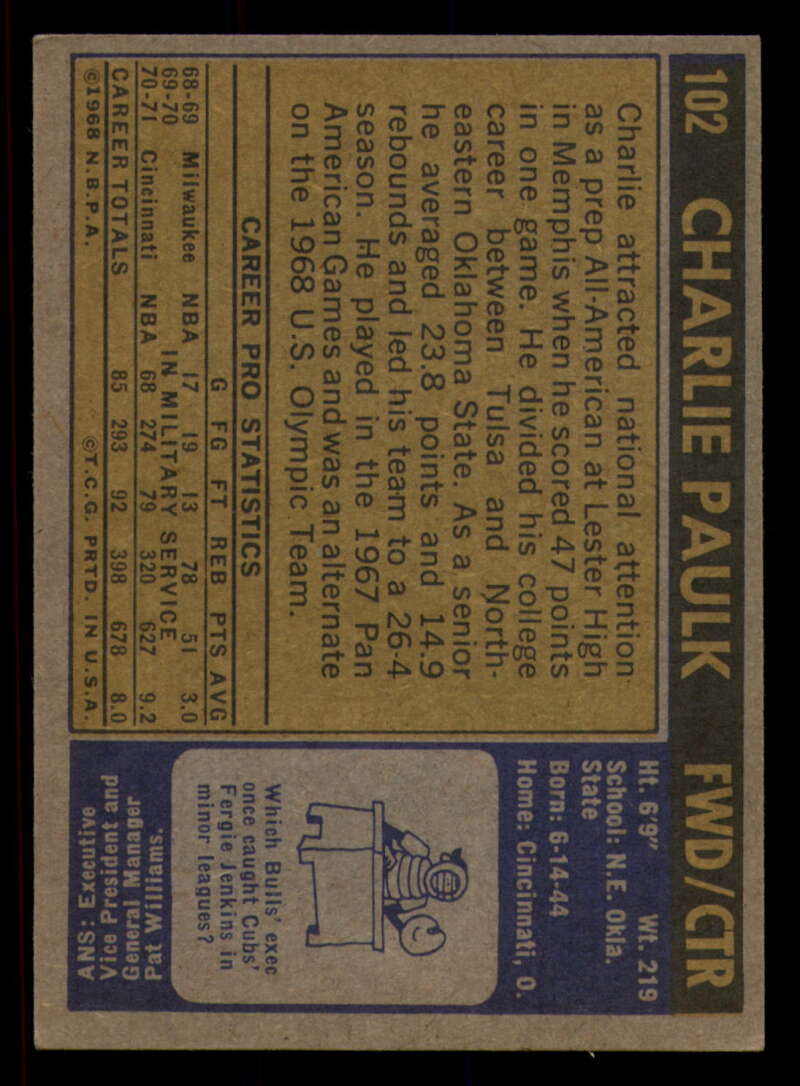 102 CHARLIE PAULK FWD/CTR
Charlie attracted national attention
as a prep All-American at Lester High
in Memphis when he scored 47 points
in one game. He divided his college
career between Tulsa and North-
eastern Oklahoma State. As a senior
he averaged 23.8 points and 14.9
rebounds and led his team to a 26-4
season. He played in the 1967 Pan
American Games and was an alternate
on the 1968 U.S. Olympic Team.
CAREER PRO STATISTICS
G FG FT REB PTS AVG
68-69 Milwaukee NBA 17 19 13 78 51 3.0
69-70 IN MILITARY SERVICE
70-71 Cincinnati NBA 68 274 79 320 627 9.2
CAREER TOTALS 85 293 92 398 678 8.0
©1968 N.B.P.A. ©T.C.G. PRTD. IN U.S.A.
Ht. 6'9" Wt. 219
School: N.E. Okla.
State
Born: 6-14-44
Home: Cincinnati, O.
Which Bulls' exec
once caught Cubs'
Fergie Jenkins in
minor leagues?
ANS: Executive
Vice President and
General Manager
Pat Williams.